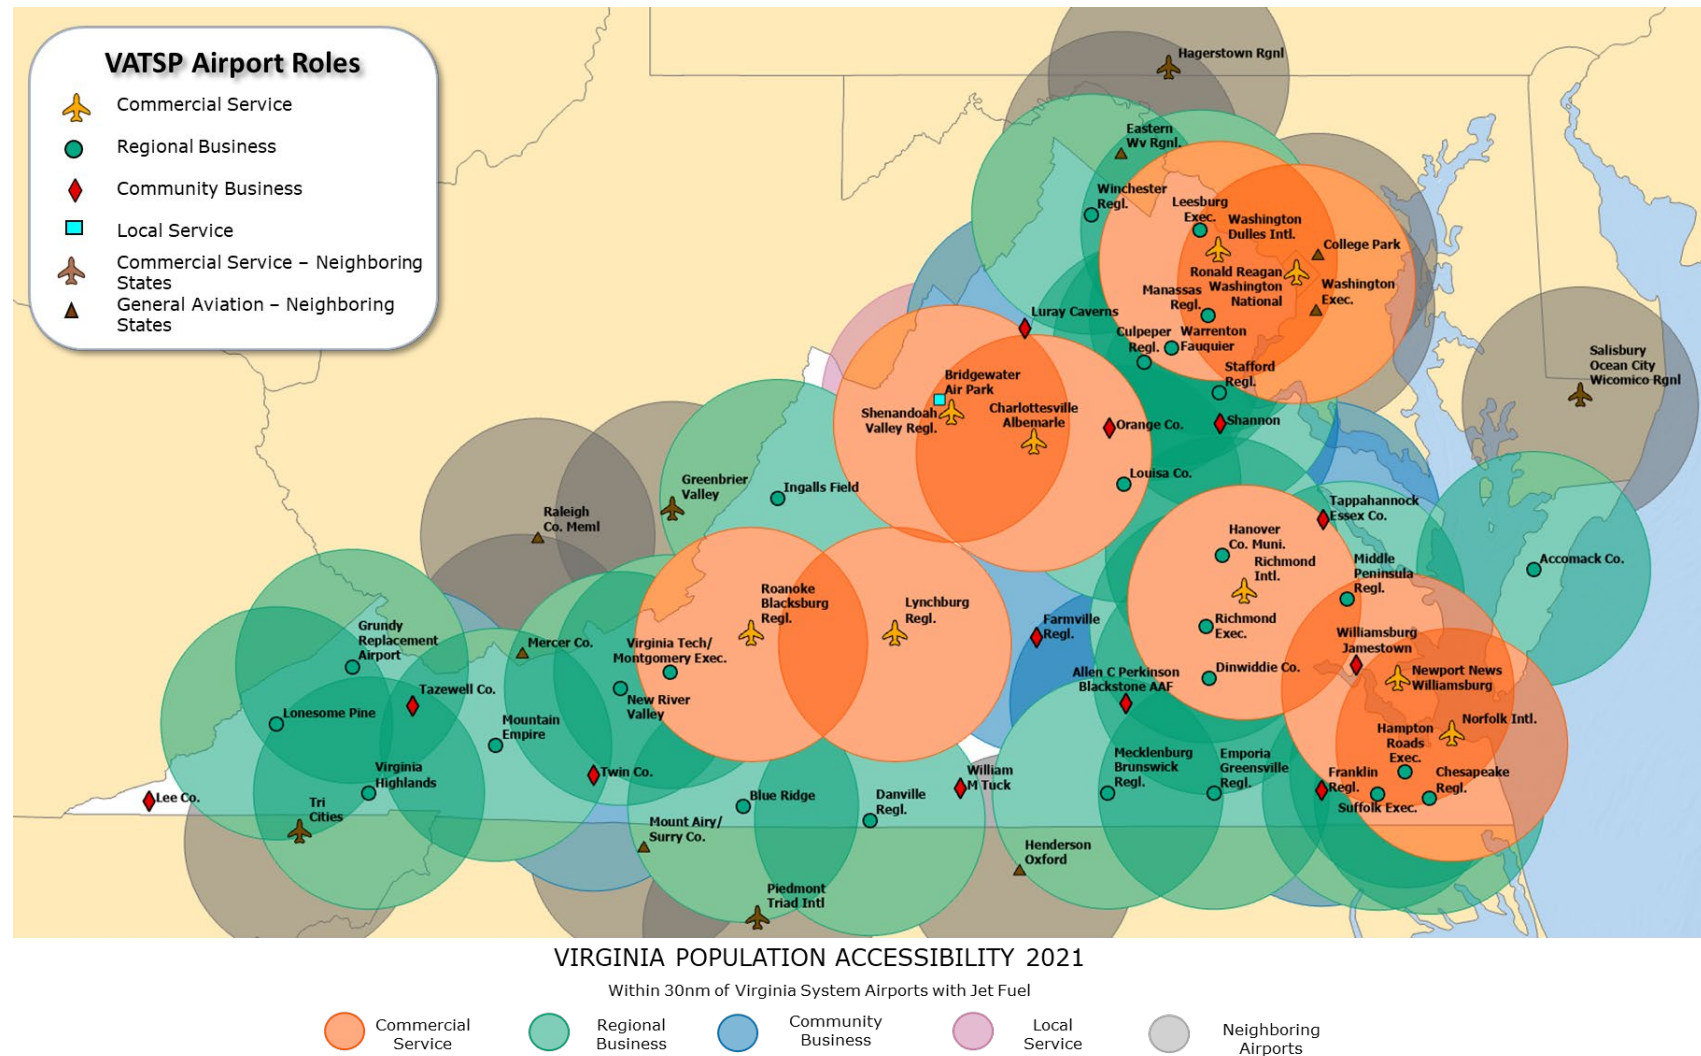 VATSP Airport Roles
Commercial Service
Regional Business
Community Business
Local Service
Commercial Service – Neighboring
States
General Aviation – Neighboring
States
Hagerstown Rgnl
Eastern
Wv Rgnl.
Winchester
Regl.
Leesburg
Exec.
Washington
Dulles Intl.
College Park
Ronald Reagan
Washington
National
Washington
Exec.
Manassas
Regl.
Luray Caverns
Culpeper
Regl.
Warrenton
Fauquier
Stafford
Regl.
Salisbury
Ocean City
Wicomico Rgnl
Bridgewater
Air Park
Shenandoah
Valley Regl.
Charlottesville
Albemarle
Orange Co.
Shannon
Louisa Co.
Greenbrier
Valley
Ingalls Field
Raleigh
Co. Meml
Tappahannock
Essex Co.
Hanover
Co. Muni.
Richmond
Intl.
Middle
Peninsula
Regl.
Accomack Co.
Roanoke
Blacksburg
Regl.
Lynchburg
Regl.
Farmville
Regl.
Richmond
Exec.
Williamsburg
Jamestown
Grundy
Replacement
Airport
Mercer Co.
Virginia Tech/
Montgomery Exec.
Allen C Perkinson
Blackstone AAF
Dinwiddie Co.
Newport News
Williamsburg
Tazewell Co.
New River
Valley
Lonesome Pine
Mountain
Empire
Norfolk Intl.
Hampton
Roads
Exec.
Virginia
Highlands
Twin Co.
William
M Tuck
Mecklenburg
Brunswick
Regl.
Emporia
Greensville
Regl.
Franklin
Regl.
Chesapeake
Regl.
Suffolk Exec.
Lee Co.
Tri
Cities
Blue Ridge
Danville
Regl.
Mount Airy/
Surry Co.
Henderson
Oxford
Piedmont
Triad Intl
VIRGINIA POPULATION ACCESSIBILITY 2021
Within 30nm of Virginia System Airports with Jet Fuel
Commercial
Service
Regional
Business
Community
Business
Local
Service
Neighboring
Airports